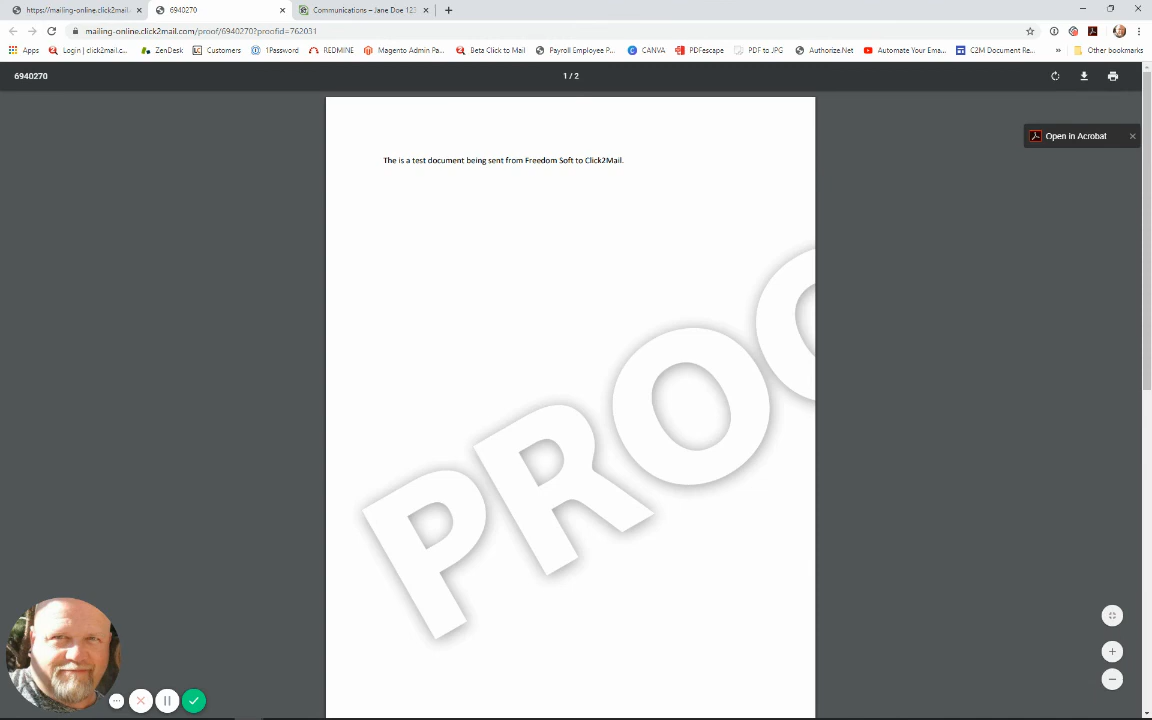 https://mailing-online.click2mail.
6940270
Communications – Jane Doe 123
mailing-online.click2mail.com/proof/6940270?proofid=762031
Apps
Login | click2mail.c...
ZenDesk
Customers
1Password
REDMINE
Magento Admin Pa...
Beta Click to Mail
Payroll Employee P...
CANVA
PDFescape
PDF to JPG
Authorize.Net
Automate Your Ema...
C2M Document Re...
»
Other bookmarks
6940270
1 / 2
Open in Acrobat
The is a test document being sent from Freedom Soft to Click2Mail.
PROO